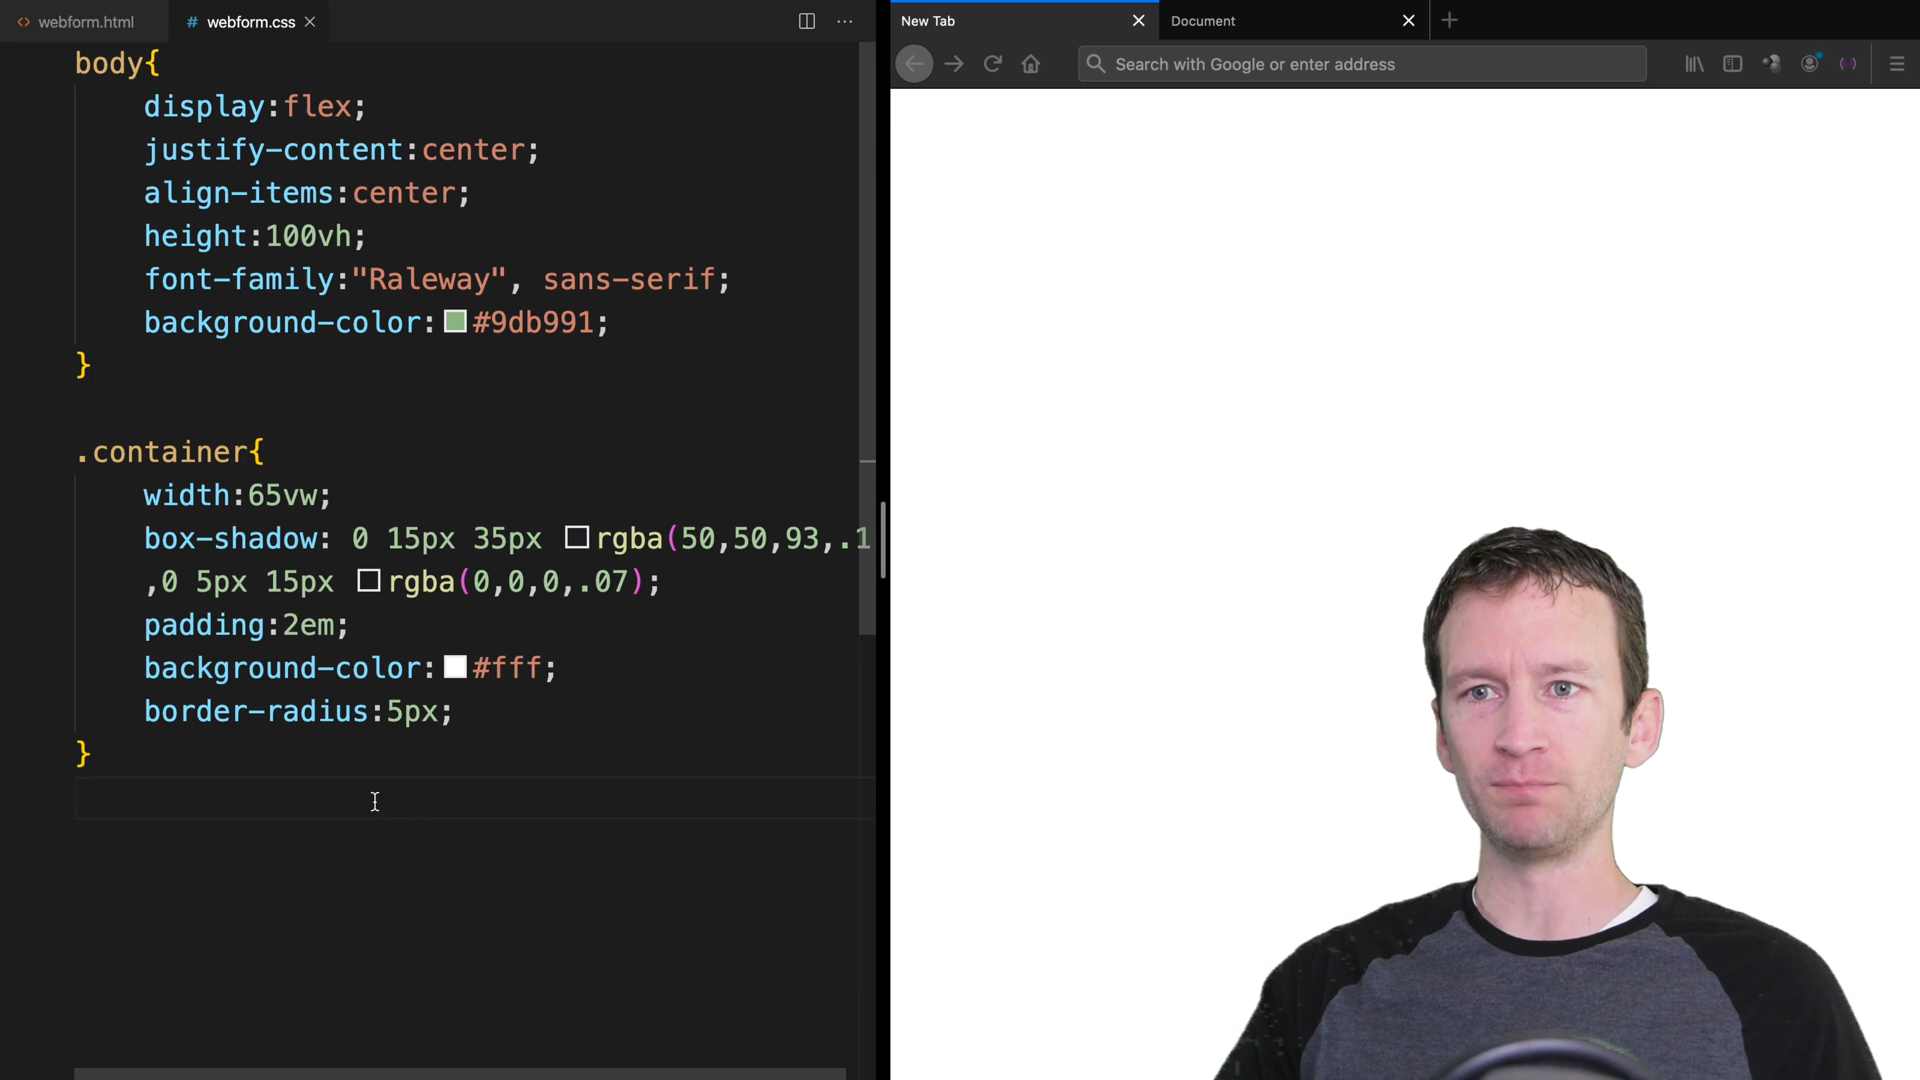 webform.html
webform.css
body{
display:flex;
justify-content:center;
align-items:center;
height:100vh;
font-family:"Raleway", sans-serif;
background-color:#9db991;
}
.container{
width:65vw;
box-shadow: 0 15px 35px rgba(50,50,93,.1
,0 5px 15px rgba(0,0,0,.07);
padding:2em;
background-color:#fff;
border-radius:5px;
}
New Tab
Document
Search with Google or enter address